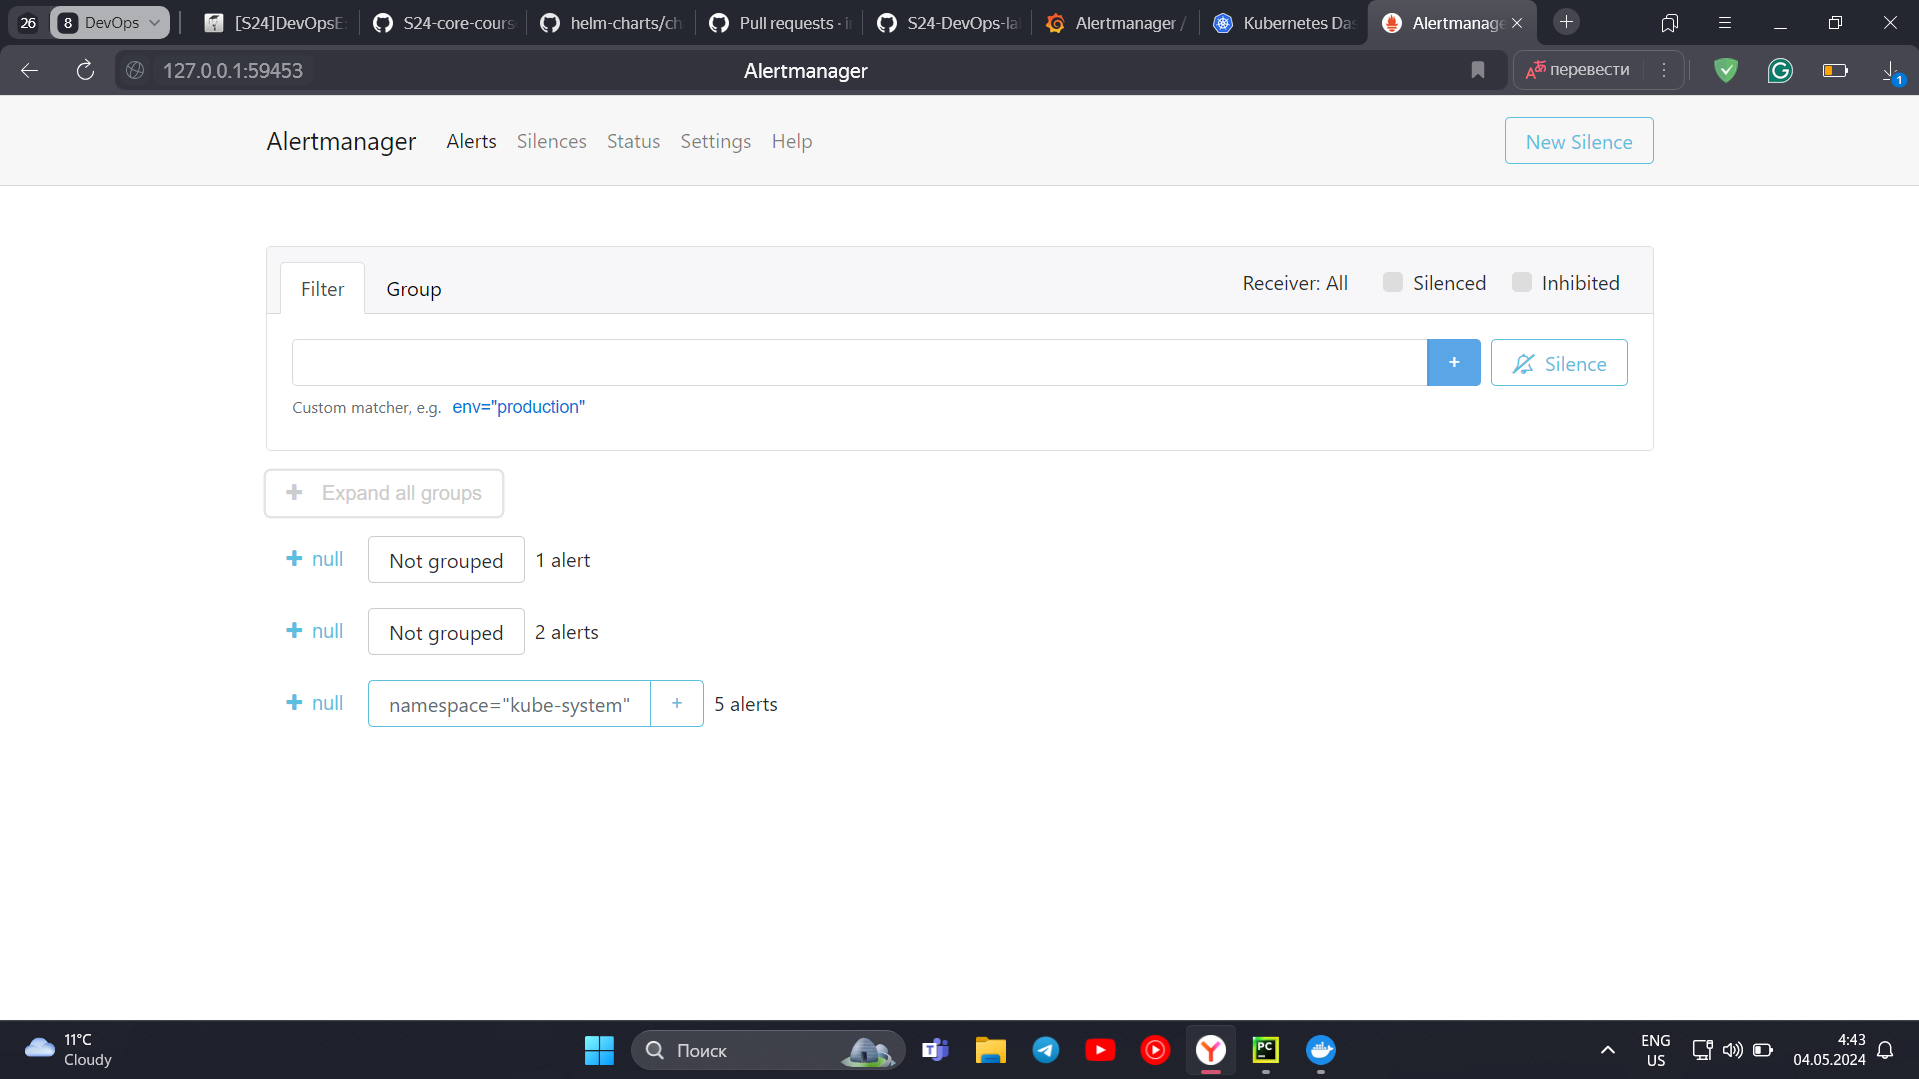 26
8 DevOps
[S24]DevOpsE
S24-core-cours
helm-charts/ch
Pull requests · i
S24-DevOps-la
Alertmanager /
Kubernetes Das
Alertmanage
127.0.0.1:59453
Alertmanager
перевести
1
Alertmanager
Alerts
Silences
Status
Settings
Help
New Silence
Filter
Group
Receiver: All
Silenced
Inhibited
+
Silence
Custom matcher, e.g. env="production"
+ Expand all groups
+ null Not grouped 1 alert
+ null Not grouped 2 alerts
+ null namespace="kube-system" + 5 alerts
11°C
Cloudy
Поиск
ENG
US
4:43
04.05.2024